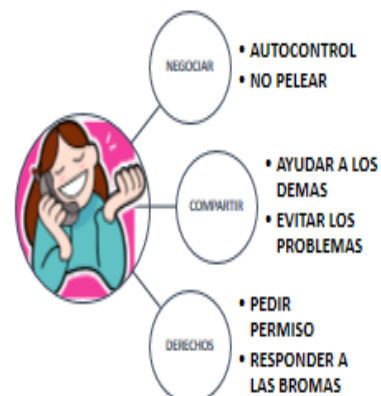 NEGOCIAR
• AUTOCONTROL
• NO PELEAR
COMPARTIR
• AYUDAR A LOS
DEMAS
• EVITAR LOS
PROBLEMAS
DERECHOS
• PEDIR
PERMISO
• RESPONDER A
LAS BROMAS